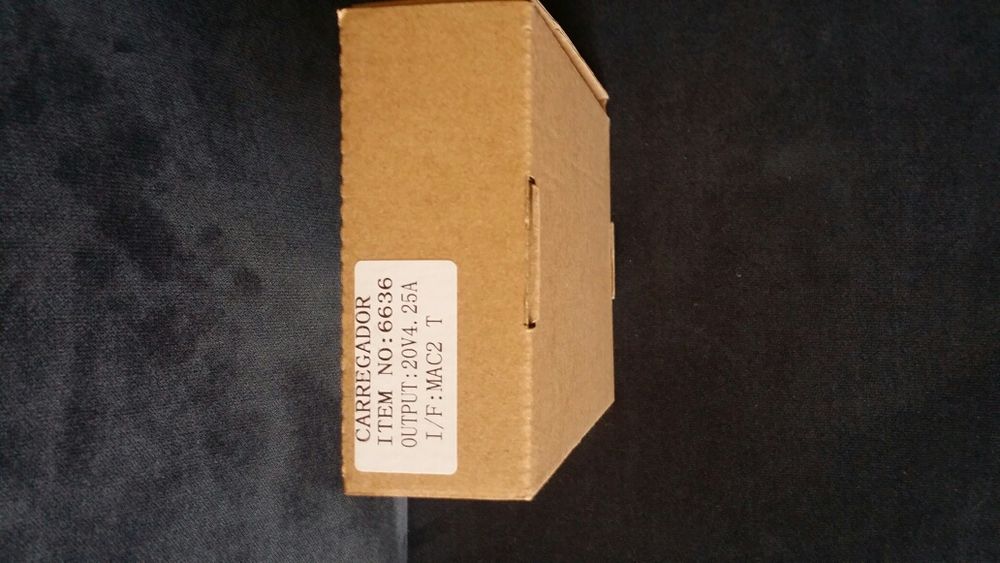 CARREGADOR
ITEM NO:6636
OUTPUT:20V4.25A
I/F:MAC2 T